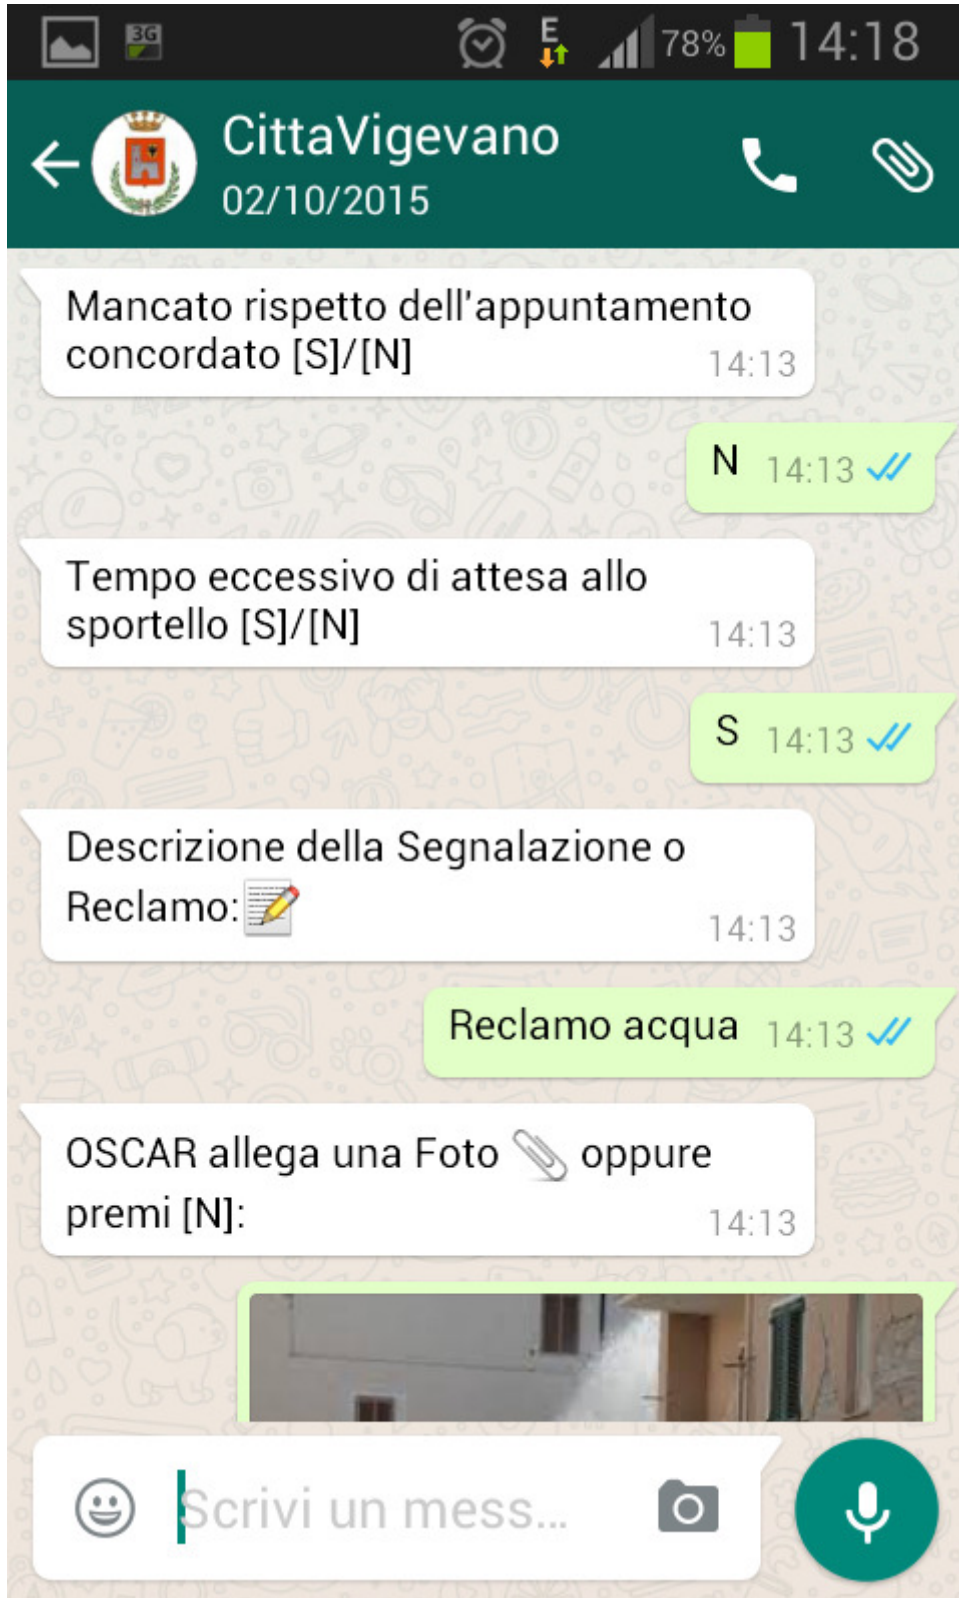 3G E 78% 14:18
CittaVigevano
02/10/2015
Mancato rispetto dell'appuntamento
concordato [S]/[N] 14:13
N 14:13
Tempo eccessivo di attesa allo
sportello [S]/[N] 14:13
S 14:13
Descrizione della Segnalazione o
Reclamo:📝 14:13
Reclamo acqua 14:13
OSCAR allega una Foto 📎 oppure
premi [N]: 14:13
Scrivi un mess...